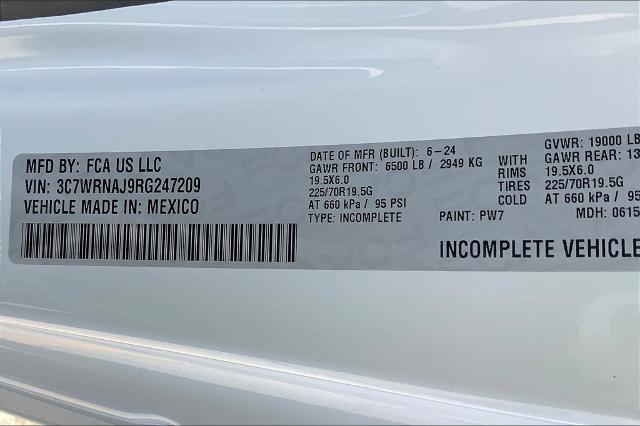 MFD BY: FCA US LLC
VIN: 3C7WRNAJ9RG247209
VEHICLE MADE IN: MEXICO
DATE OF MFR (BUILT): 6-24
GAWR FRONT: 6500 LB / 2949 KG
19.5X6.0
225/70R19.5G
AT 660 kPa / 95 PSI
TYPE: INCOMPLETE
PAINT: PW7
WITH
RIMS
TIRES
COLD
GVWR: 19000 LB
GAWR REAR: 13
19.5X6.0
225/70R19.5G
AT 660 kPa / 95
MDH: 0615
INCOMPLETE VEHICLE